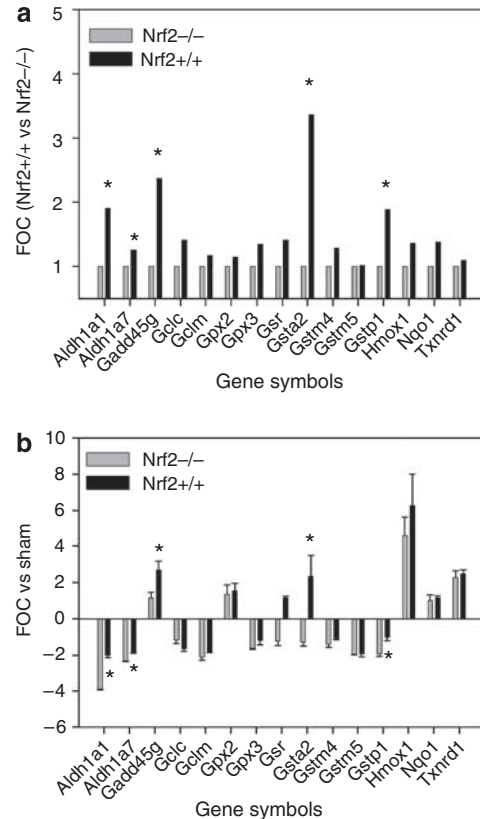 a
5
4
3
2
1
FOC (Nrf2+/+ vs Nrf2–/–)
Nrf2–/–
Nrf2+/+
*
*
*
*
*
Aldh1a1
Aldh1a7
Gadd45g
Gclc
Gclm
Gpx2
Gpx3
Gsr
Gsta2
Gstm4
Gstm5
Gstp1
Hmox1
Nqo1
Txnrd1
Gene symbols
b
10
8
6
4
2
0
–2
–4
–6
FOC vs sham
Nrf2–/–
Nrf2+/+
*
*
*
*
*
Aldh1a1
Aldh1a7
Gadd45g
Gclc
Gclm
Gpx2
Gpx3
Gsr
Gsta2
Gstm4
Gstm5
Gstp1
Hmox1
Nqo1
Txnrd1
Gene symbols